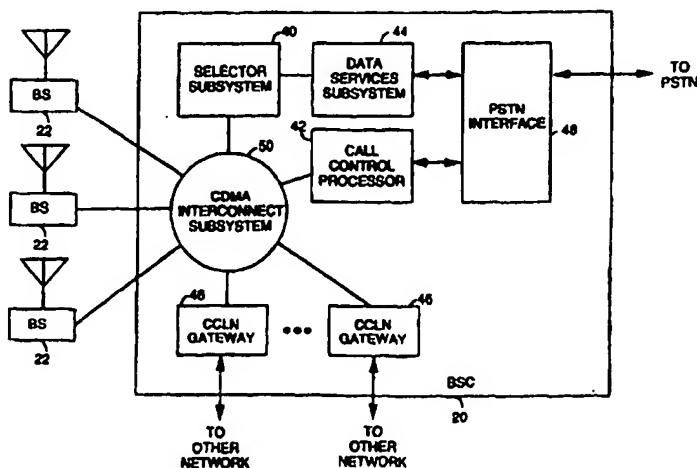 40
44
SELECTOR
SUBSYSTEM
DATA
SERVICES
SUBSYSTEM
TO
PSTN
BS
22
50
42
CALL
CONTROL
PROCESSOR
PSTN
INTERFACE
48
BS
22
CDMA
INTERCONNECT
SUBSYSTEM
BS
22
46
CCLN
GATEWAY
•••
46
CCLN
GATEWAY
BSC
20
TO
OTHER
NETWORK
TO
OTHER
NETWORK